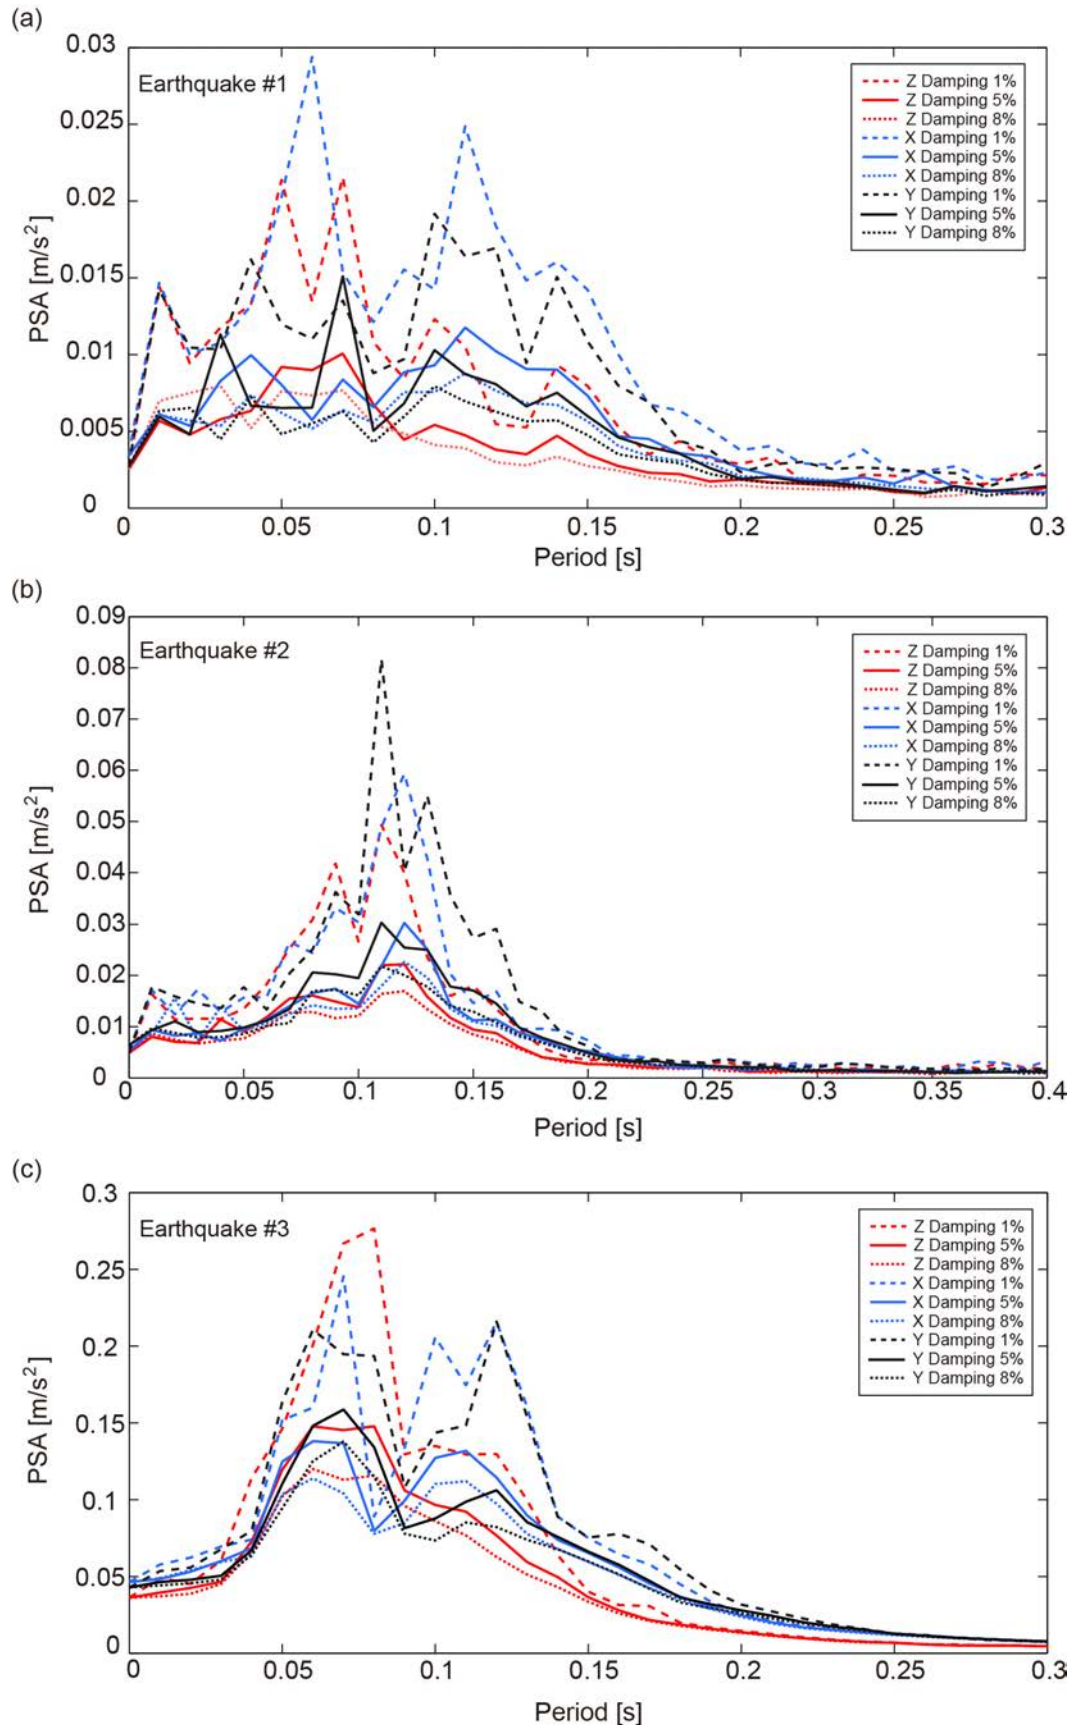 (a)
0.03
0.025
0.02
0.015
0.01
0.005
0
PSA [m/s²]
Earthquake #1
Z Damping 1%
Z Damping 5%
Z Damping 8%
X Damping 1%
X Damping 5%
X Damping 8%
Y Damping 1%
Y Damping 5%
Y Damping 8%
0 0.05 0.1 0.15 0.2 0.25 0.3
Period [s]
(b)
0.09
0.08
0.07
0.06
0.05
0.04
0.03
0.02
0.01
0
PSA [m/s²]
Earthquake #2
Z Damping 1%
Z Damping 5%
Z Damping 8%
X Damping 1%
X Damping 5%
X Damping 8%
Y Damping 1%
Y Damping 5%
Y Damping 8%
0 0.05 0.1 0.15 0.2 0.25 0.3 0.35 0.4
Period [s]
(c)
0.3
0.25
0.2
0.15
0.1
0.05
0
PSA [m/s²]
Earthquake #3
Z Damping 1%
Z Damping 5%
Z Damping 8%
X Damping 1%
X Damping 5%
X Damping 8%
Y Damping 1%
Y Damping 5%
Y Damping 8%
0 0.05 0.1 0.15 0.2 0.25 0.3
Period [s]